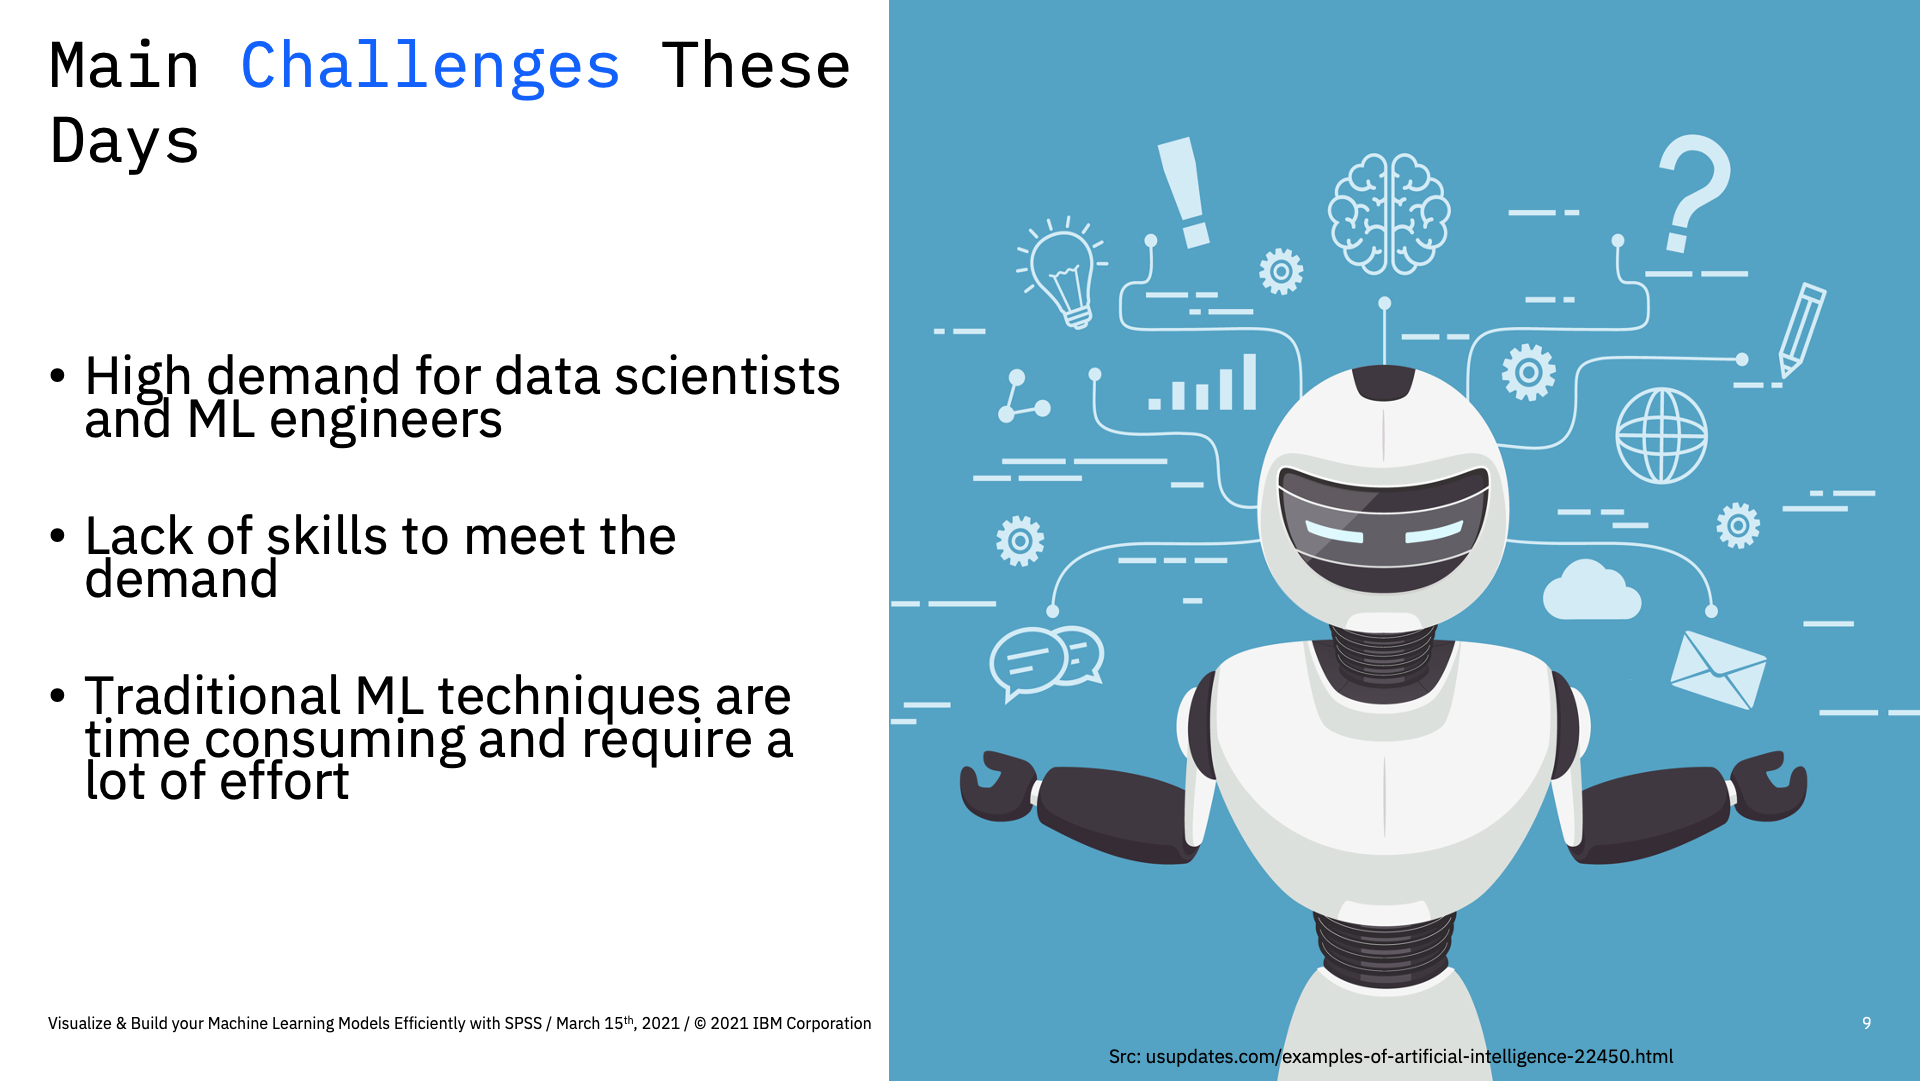 Main Challenges These
Days
• High demand for data scientists
and ML engineers
• Lack of skills to meet the
demand
• Traditional ML techniques are
time consuming and require a
lot of effort
!
?
Visualize & Build your Machine Learning Models Efficiently with SPSS / March 15th, 2021 / © 2021 IBM Corporation
9
Src: usupdates.com/examples-of-artificial-intelligence-22450.html